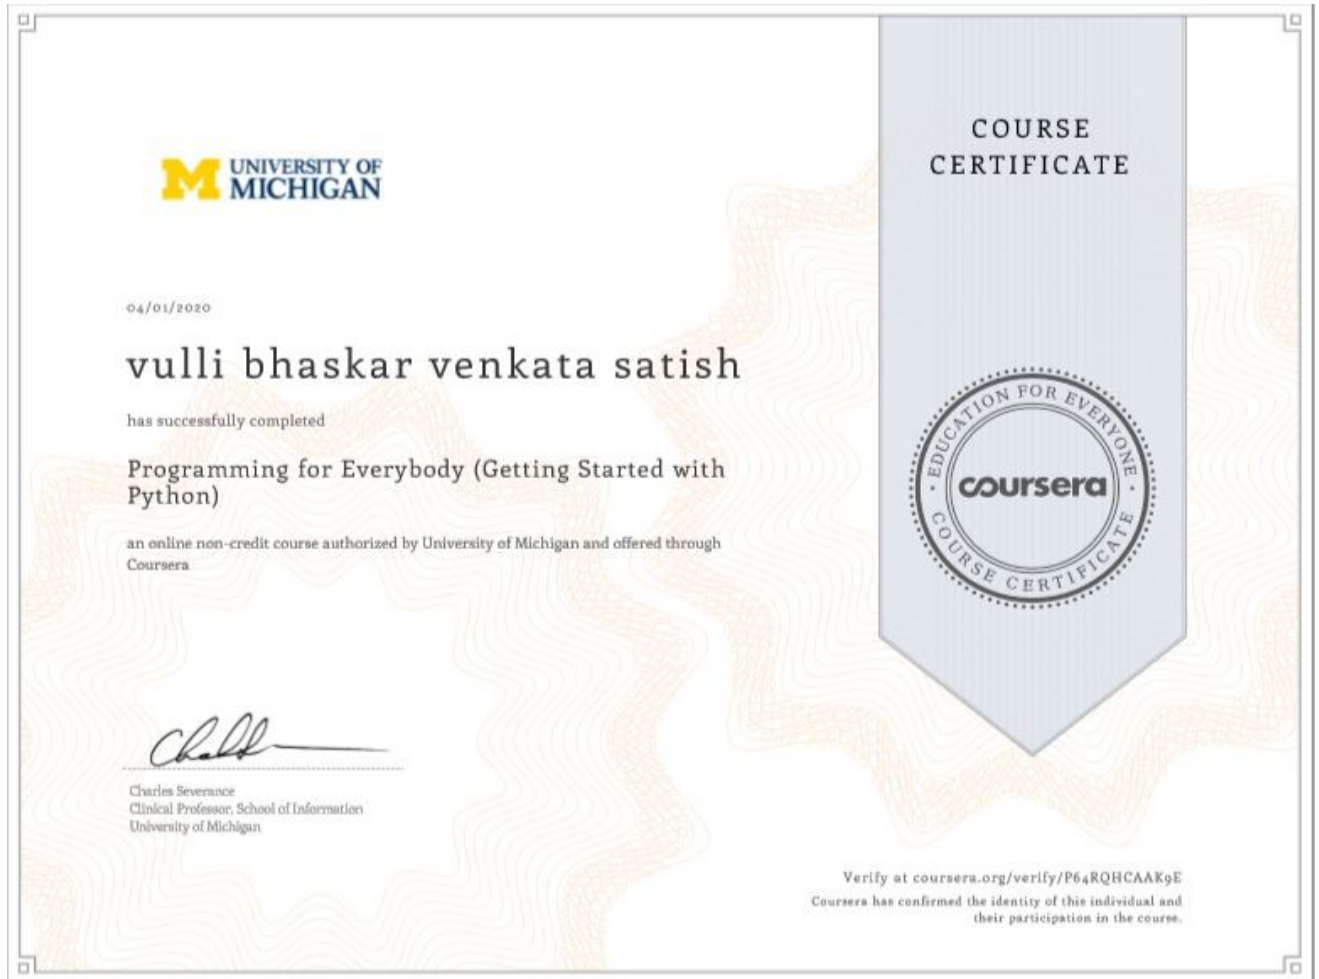 UNIVERSITY OF
MICHIGAN
COURSE
CERTIFICATE
04/01/2020
vulli bhaskar venkata satish
has successfully completed
Programming for Everybody (Getting Started with
Python)
an online non-credit course authorized by University of Michigan and offered through
Coursera
EDUCATION FOR EVERYONE
coursera
COURSE CERTIFICATE
Charles Severance
Clinical Professor, School of Information
University of Michigan
Verify at coursera.org/verify/P64RQHCAAK9E
Coursera has confirmed the identity of this individual and
their participation in the course.